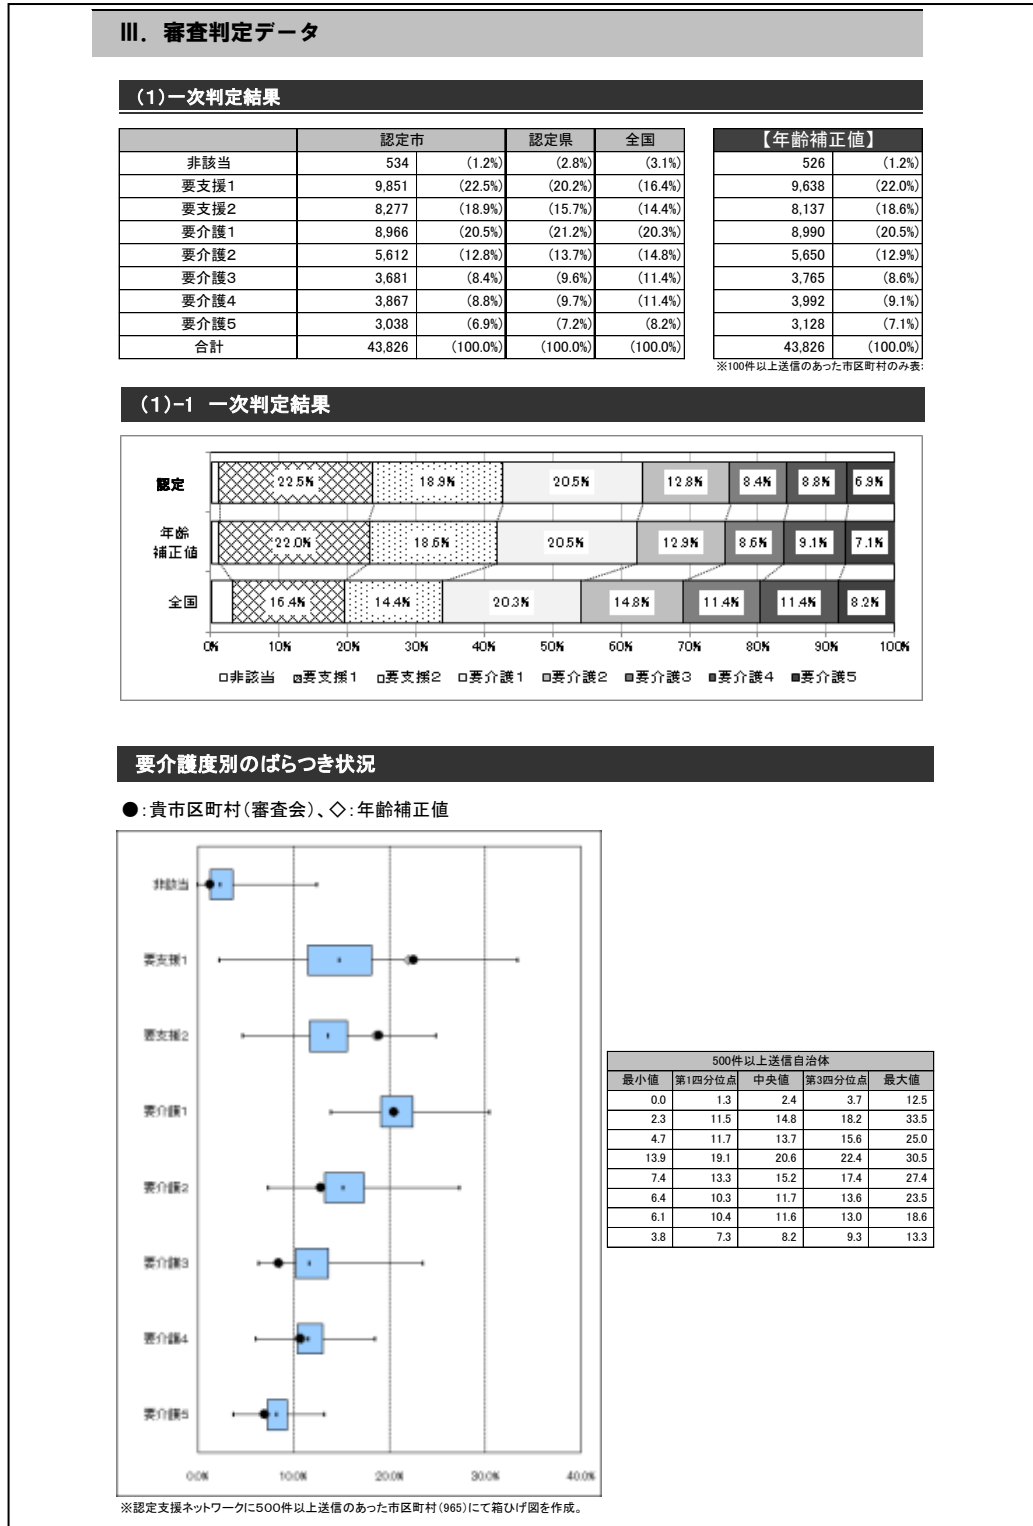 Ⅲ．審査判定データ
（1）一次判定結果
認定市 認定県 全国 【年齢補正値】
非該当 534 (1.2%) (2.8%) (3.1%) 526 (1.2%)
要支援1 9,851 (22.5%) (20.2%) (16.4%) 9,638 (22.0%)
要支援2 8,277 (18.9%) (15.7%) (14.4%) 8,137 (18.6%)
要介護1 8,966 (20.5%) (21.2%) (20.3%) 8,990 (20.5%)
要介護2 5,612 (12.8%) (13.7%) (14.8%) 5,650 (12.9%)
要介護3 3,681 (8.4%) (9.6%) (11.4%) 3,765 (8.6%)
要介護4 3,867 (8.8%) (9.7%) (11.4%) 3,992 (9.1%)
要介護5 3,038 (6.9%) (7.2%) (8.2%) 3,128 (7.1%)
合計 43,826 (100.0%) (100.0%) (100.0%) 43,826 (100.0%)
※100件以上送信のあった市区町村のみ表
（1）-1 一次判定結果
認定 22.5% 18.9% 20.5% 12.8% 8.4% 8.8% 6.9%
年齢
補正値 22.0% 18.6% 20.5% 12.9% 8.6% 9.1% 7.1%
全国 16.4% 14.4% 20.3% 14.8% 11.4% 11.4% 8.2%
0% 10% 20% 30% 40% 50% 60% 70% 80% 90% 100%
非該当 要支援1 要支援2 要介護1 要介護2 要介護3 要介護4 要介護5
要介護度別のばらつき状況
●：貴市区町村（審査会）、◇：年齢補正値
非該当
要支援1
要支援2
要介護1
要介護2
要介護3
要介護4
要介護5
0.0% 10.0% 20.0% 30.0% 40.0%
500件以上送信自治体
最小値 第1四分位点 中央値 第3四分位点 最大値
0.0 1.3 2.4 3.7 12.5
2.3 11.5 14.8 18.2 33.5
4.7 11.7 13.7 15.6 25.0
13.9 19.1 20.6 22.4 30.5
7.4 13.3 15.2 17.4 27.4
6.4 10.3 11.7 13.6 23.5
6.1 10.4 11.6 13.0 18.6
3.8 7.3 8.2 9.3 13.3
※認定支援ネットワークに500件以上送信のあった市区町村（965）にて箱ひげ図を作成。